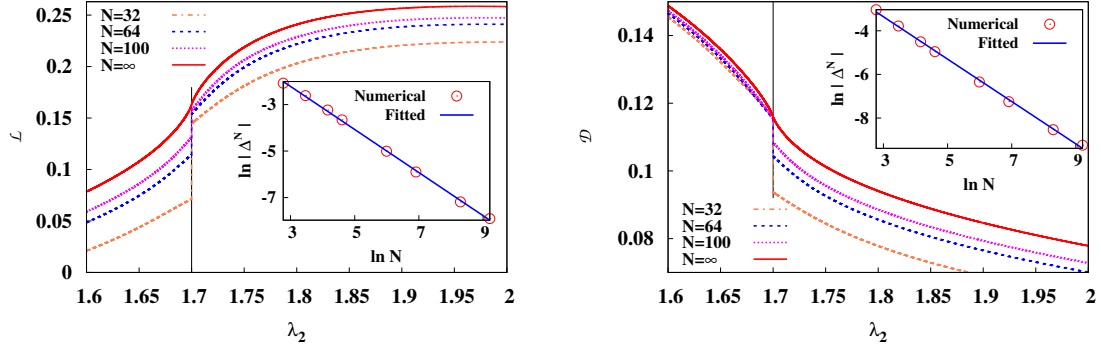 N=32
N=64
N=100
N=∞
0.25
0.2
0.15
0.1
0.05
0
ℒ
1.6
1.65
1.7
1.75
1.8
1.85
1.9
1.95
2
λ2
Numerical
Fitted
-3
-5
-7
ln | Δ^N |
3
5
7
9
ln N
0.14
0.12
0.1
0.08
𝒟
N=32
N=64
N=100
N=∞
1.6
1.65
1.7
1.75
1.8
1.85
1.9
1.95
2
λ2
Numerical
Fitted
-4
-6
-8
ln | Δ^N |
3
5
7
9
ln N